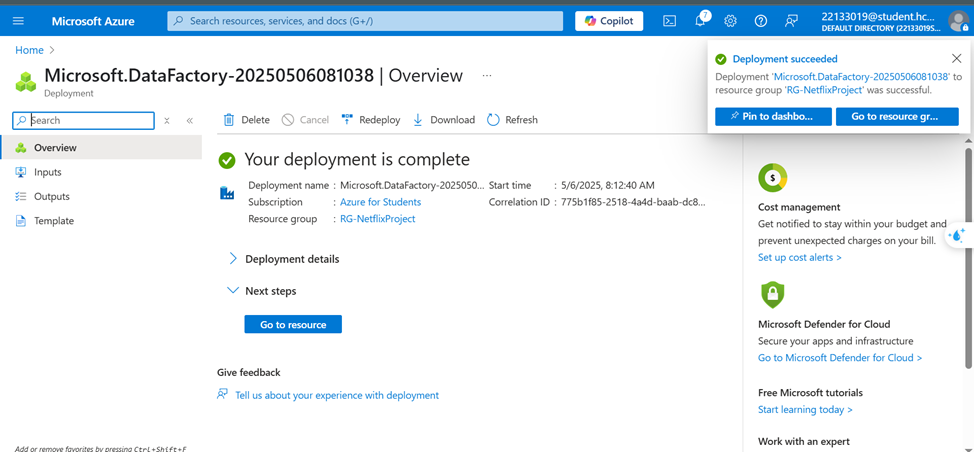 Microsoft Azure
Search resources, services, and docs (G+/)
Copilot
7
22133019@student.hc...
DEFAULT DIRECTORY (22133019S...
Home >
Microsoft.DataFactory-20250506081038 | Overview ...
Deployment
Deployment succeeded
Deployment 'Microsoft.DataFactory-20250506081038' to
resource group 'RG-NetflixProject' was successful.
Pin to dashbo...
Go to resource gr...
Search
Overview
Inputs
Outputs
Template
Delete
Cancel
Redeploy
Download
Refresh
Your deployment is complete
Deployment name : Microsoft.DataFactory-2025050... Start time : 5/6/2025, 8:12:40 AM
Subscription : Azure for Students Correlation ID : 775b1f85-2518-4a4d-baab-dc8...
Resource group : RG-NetflixProject
Deployment details
Next steps
Go to resource
Give feedback
Tell us about your experience with deployment
Cost management
Get notified to stay within your budget and
prevent unexpected charges on your bill.
Set up cost alerts >
Microsoft Defender for Cloud
Secure your apps and infrastructure
Go to Microsoft Defender for Cloud >
Free Microsoft tutorials
Start learning today >
Work with an expert
Add or remove favorites by pressing Ctrl+Shift+F